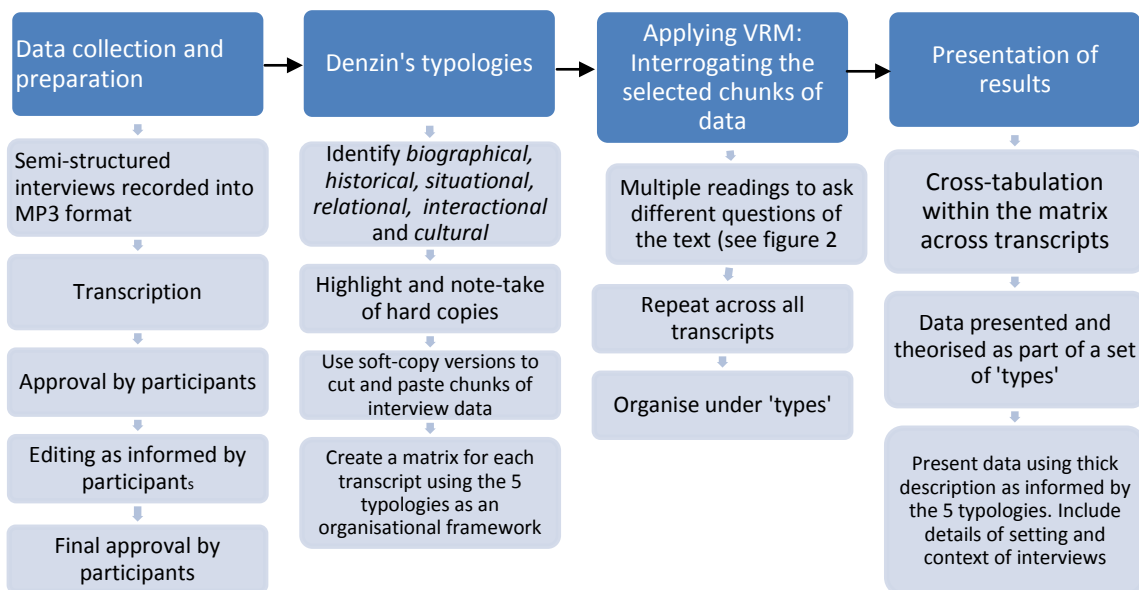 Data collection and
preparation
Semi-structured
interviews recorded into
MP3 format
Transcription
Approval by participants
Editing as informed by
participants
Final approval by
participants
Denzin's typologies
Identify biographical,
historical, situational,
relational, interactional
and cultural
Highlight and note-take
of hard copies
Use soft-copy versions to
cut and paste chunks of
interview data
Create a matrix for each
transcript using the 5
typologies as an
organisational framework
Applying VRM:
Interrogating the
selected chunks of
data
Multiple readings to ask
different questions of
the text (see figure 2
Repeat across all
transcripts
Organise under 'types'
Presentation of
results
Cross-tabulation
within the matrix
across transcripts
Data presented and
theorised as part of a set
of 'types'
Present data using thick
description as informed by
the 5 typologies. Include
details of setting and
context of interviews